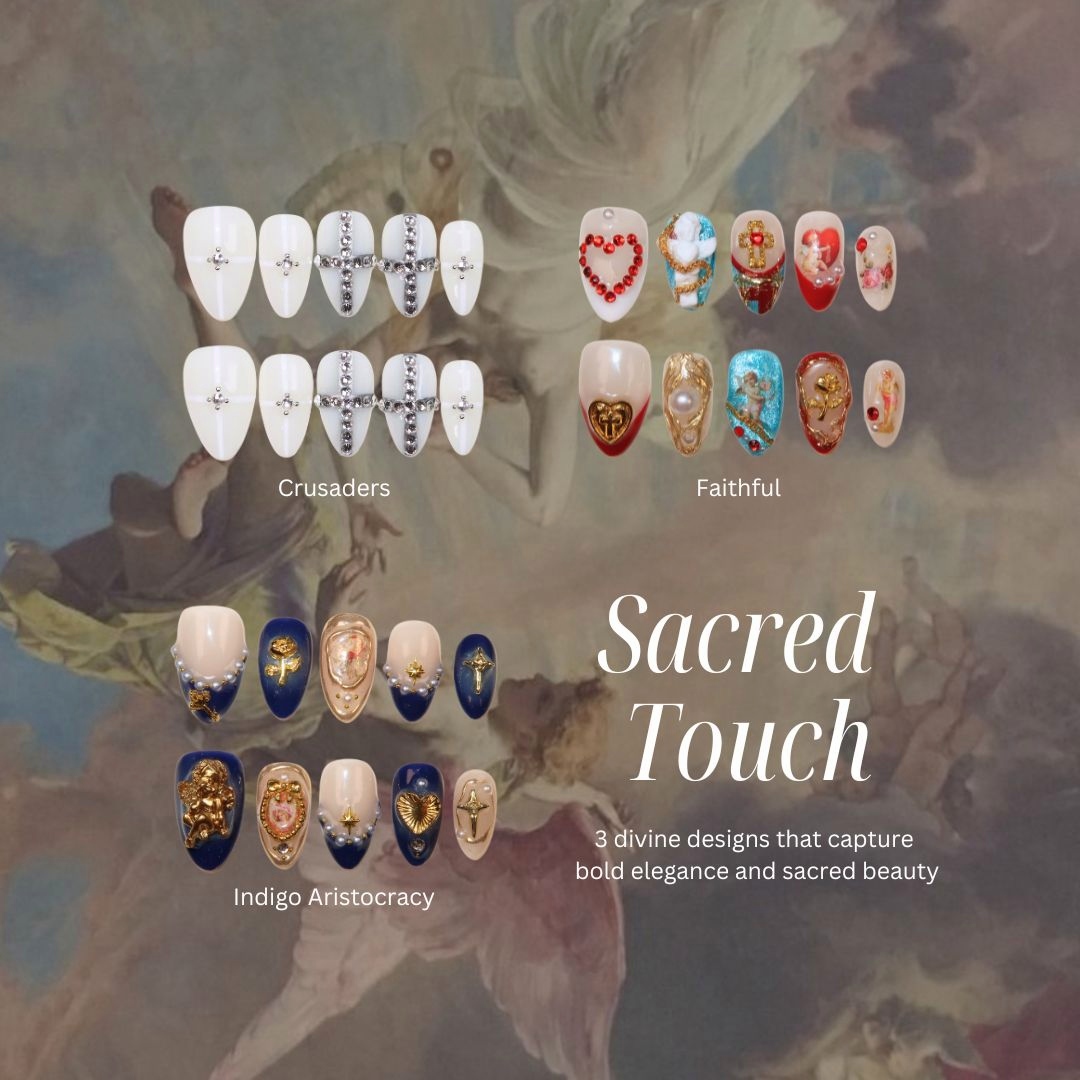 Crusaders
Faithful
Sacred
Touch
3 divine designs that capture
bold elegance and sacred beauty
Indigo Aristocracy